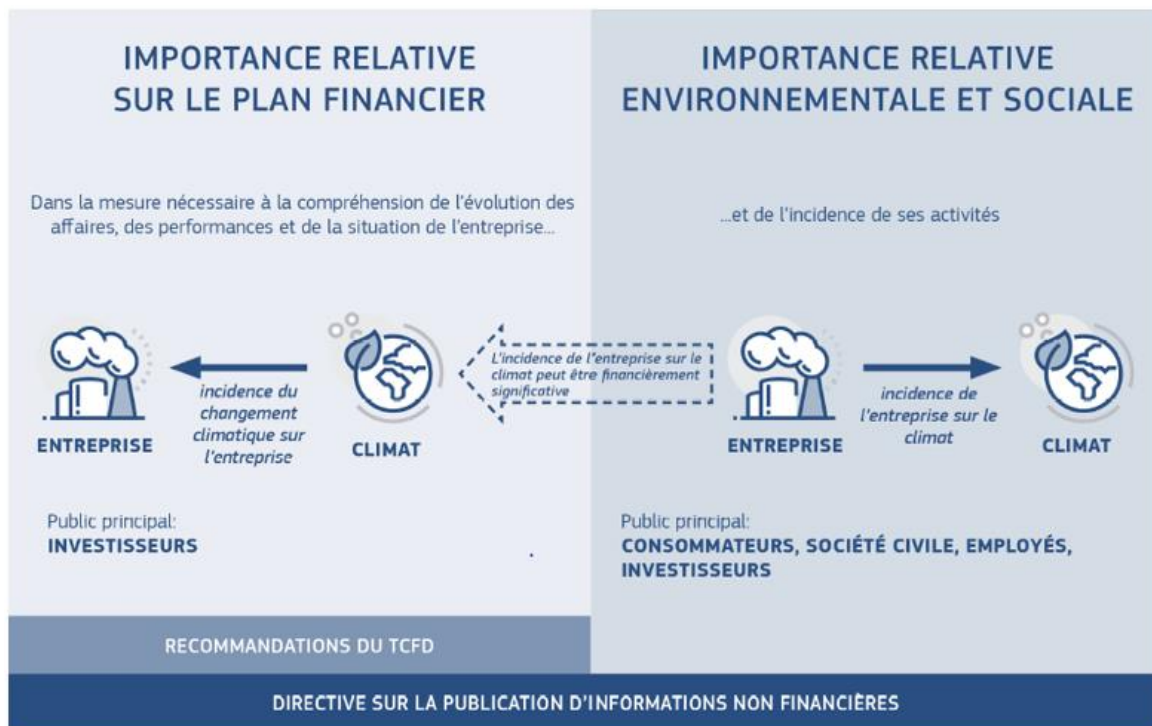 IMPORTANCE RELATIVE
SUR LE PLAN FINANCIER
Dans la mesure nécessaire à la compréhension de l'évolution des
affaires, des performances et de la situation de l'entreprise...
ENTREPRISE
incidence du
changement
climatique sur
l'entreprise
CLIMAT
Public principal:
INVESTISSEURS
L'incidence de l'entreprise sur le
climat peut être financièrement
significative
IMPORTANCE RELATIVE
ENVIRONNEMENTALE ET SOCIALE
...et de l'incidence de ses activités
ENTREPRISE
incidence de
l'entreprise sur le
climat
CLIMAT
Public principal:
CONSOMMATEURS, SOCIÉTÉ CIVILE, EMPLOYÉS,
INVESTISSEURS
RECOMMANDATIONS DU TCFD
DIRECTIVE SUR LA PUBLICATION D'INFORMATIONS NON FINANCIÈRES